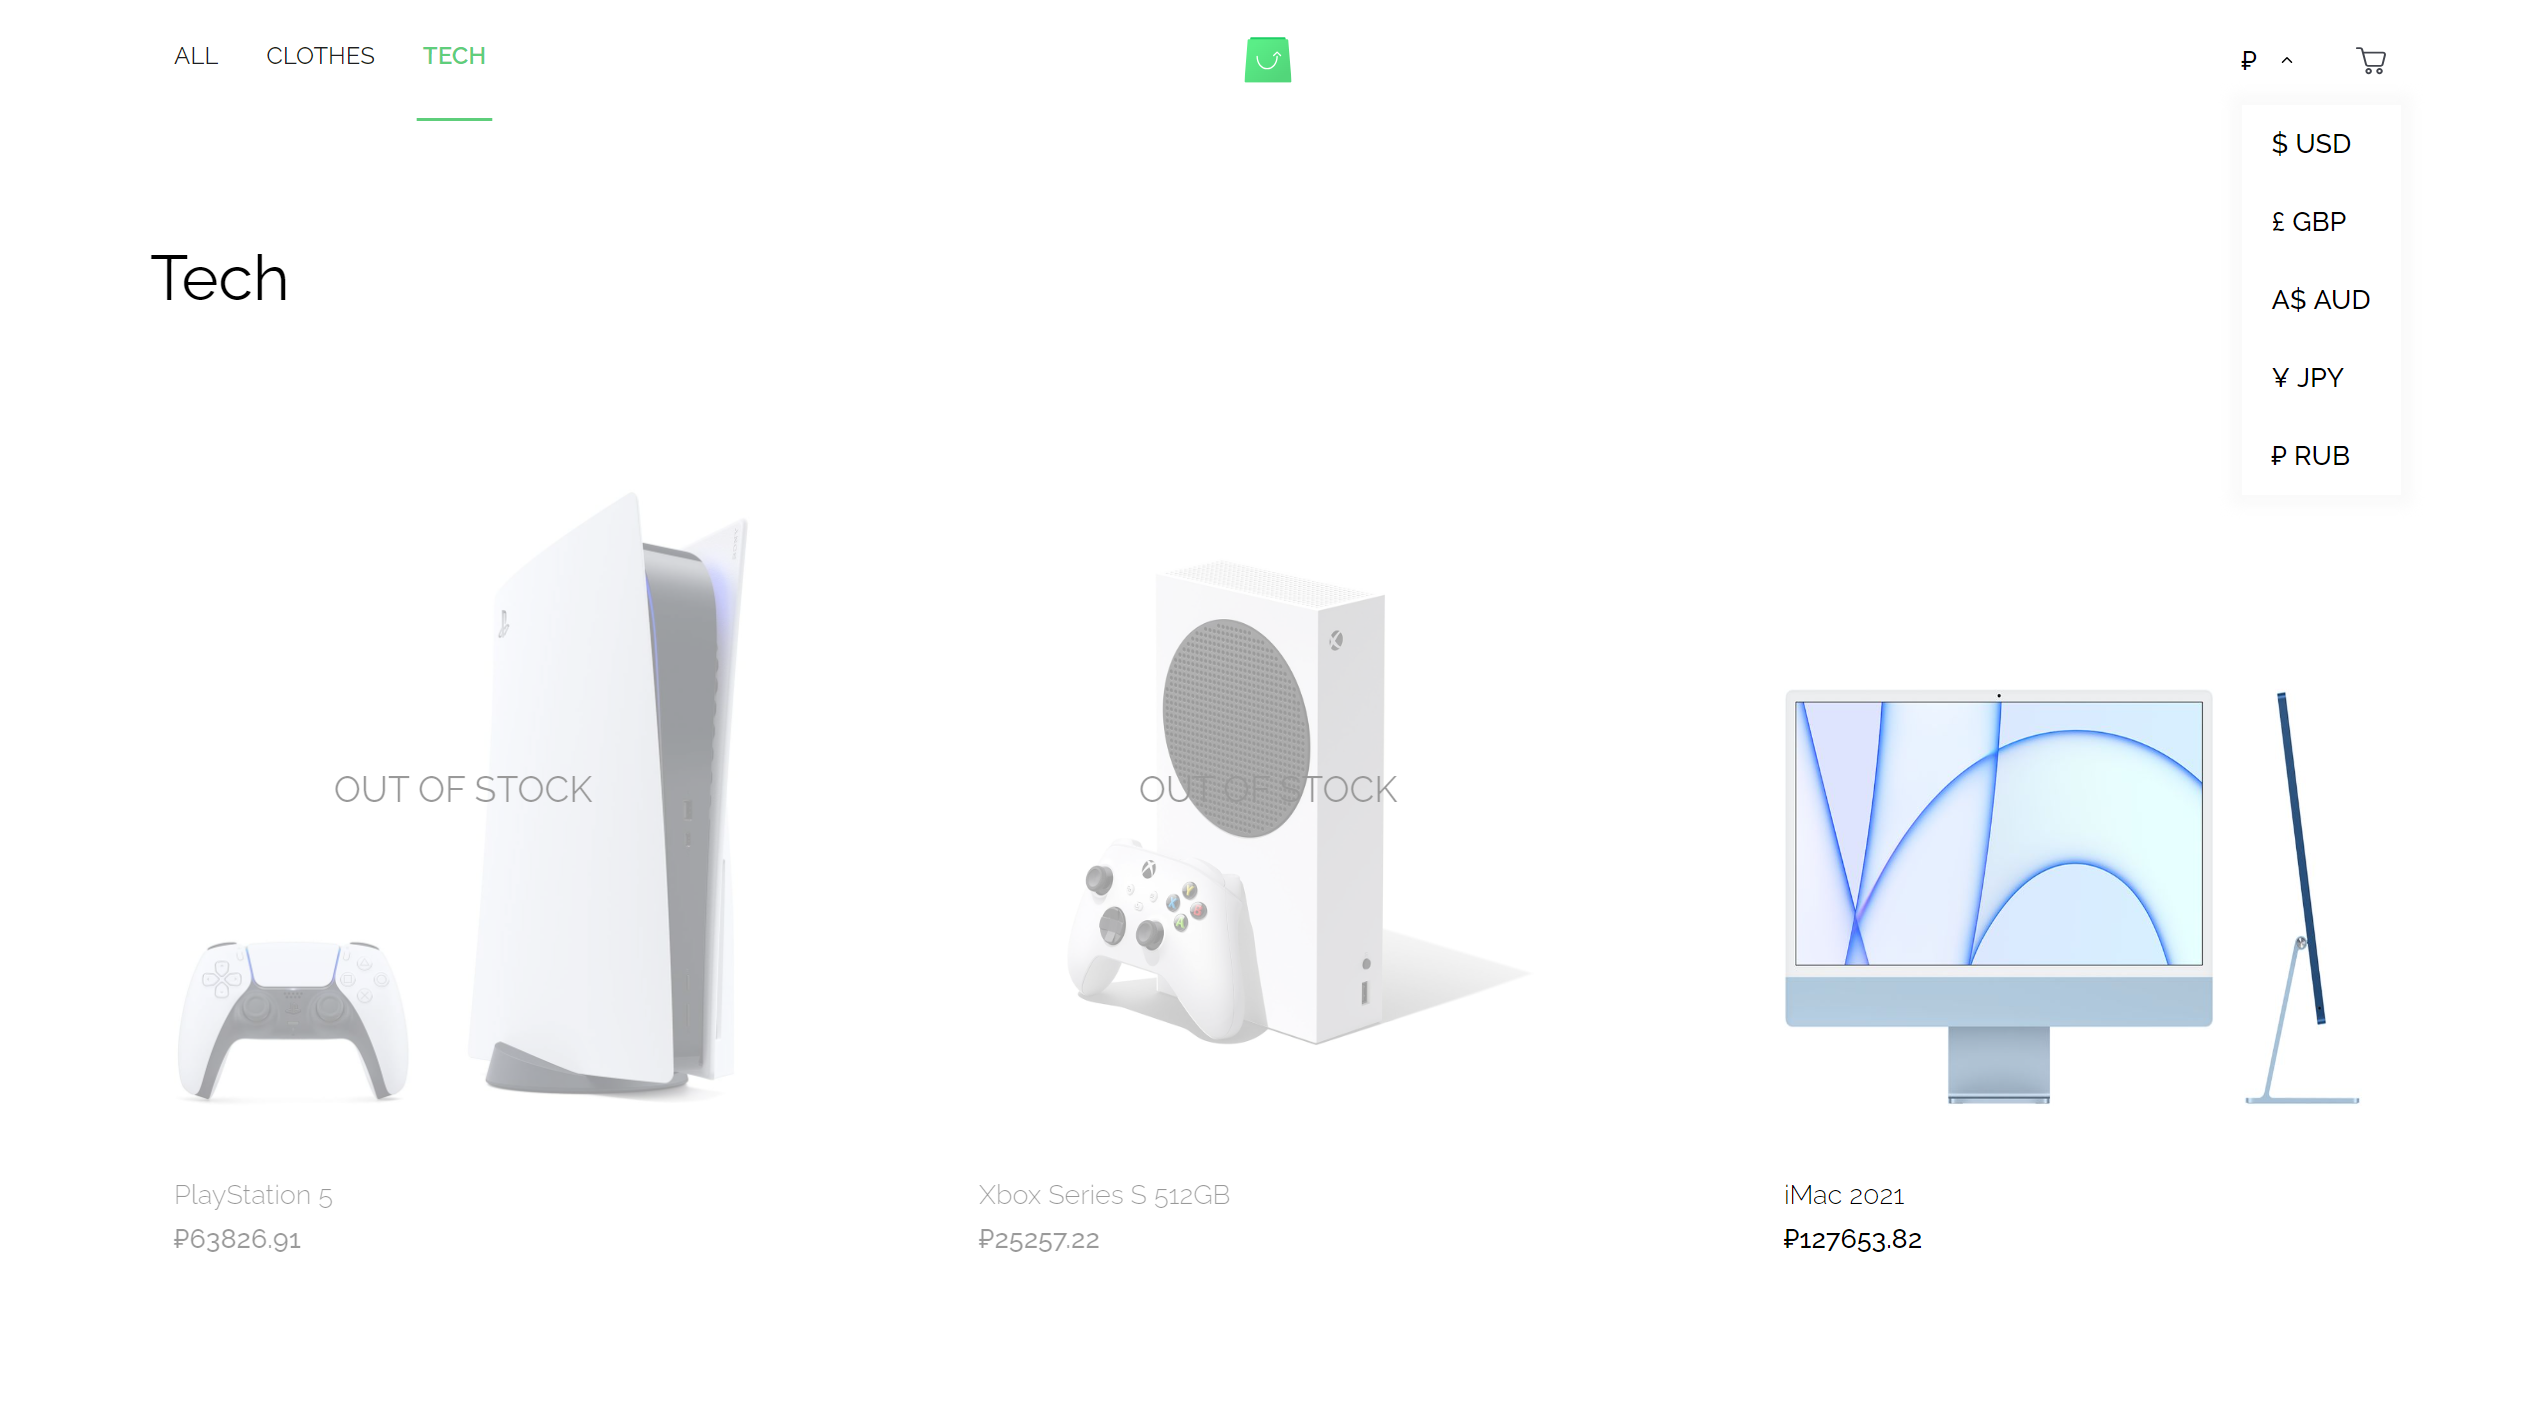 ALL CLOTHES TECH ₽
$ USD
£ GBP
A$ AUD
¥ JPY
₽ RUB
Tech
OUT OF STOCK
OUT OF STOCK
PlayStation 5
₽63826.91
Xbox Series S 512GB
₽25257.22
iMac 2021
₽127653.82